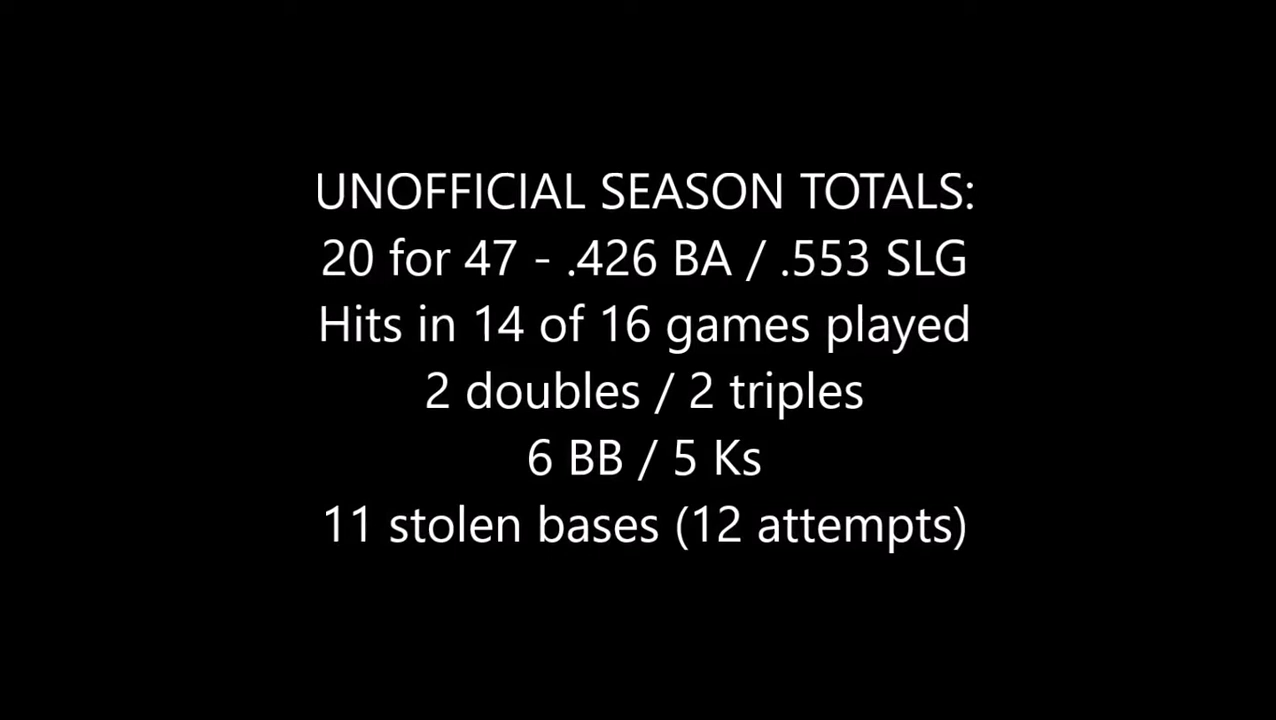 UNOFFICIAL SEASON TOTALS:
20 for 47 - .426 BA / .553 SLG
Hits in 14 of 16 games played
2 doubles / 2 triples
6 BB / 5 Ks
11 stolen bases (12 attempts)